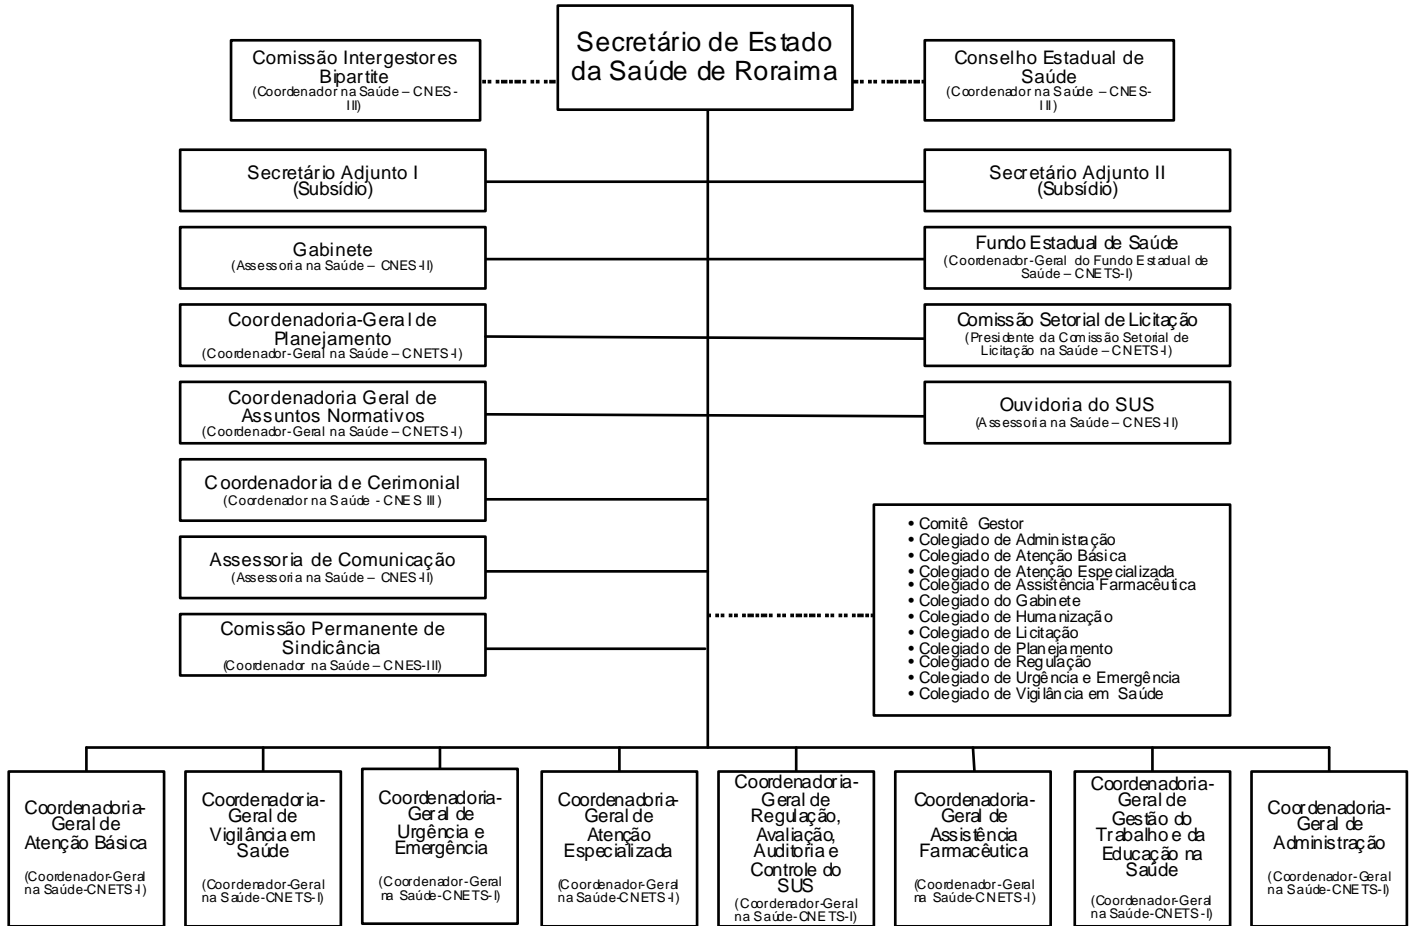 Secretário de Estado
da Saúde de Roraima
Comissão Intergestores
Bipartite
(Coordenador na Saúde – CNES-
III)
Conselho Estadual de
Saúde
(Coordenador na Saúde – CNES-
III)
Secretário Adjunto I
(Subsídio)
Secretário Adjunto II
(Subsídio)
Gabinete
(Assessoria na Saúde – CNES-II)
Fundo Estadual de Saúde
(Coordenador-Geral do Fundo Estadual de
Saúde – CNETS-I)
Coordenadoria-Geral de
Planejamento
(Coordenador-Geral na Saúde – CNETS-I)
Comissão Setorial de Licitação
(Presidente da Comissão Setorial de
Licitação na Saúde – CNETS-I)
Coordenadoria Geral de
Assuntos Normativos
(Coordenador-Geral na Saúde – CNETS-I)
Ouvidoria do SUS
(Assessoria na Saúde – CNES-II)
Coordenadoria de Cerimonial
(Coordenador na Saúde - CNES III)
Assessoria de Comunicação
(Assessoria na Saúde – CNES-II)
Comissão Permanente de
Sindicância
(Coordenador na Saúde – CNES-III)
• Comitê Gestor
• Colegiado de Administração
• Colegiado de Atenção Básica
• Colegiado de Atenção Especializada
• Colegiado de Assistência Farmacêutica
• Colegiado do Gabinete
• Colegiado de Humanização
• Colegiado de Licitação
• Colegiado de Planejamento
• Colegiado de Regulação
• Colegiado de Urgência e Emergência
• Colegiado de Vigilância em Saúde
Coordenadoria-
Geral de
Atenção Básica
(Coordenador-Geral
na Saúde-CNETS-I)
Coordenadoria-
Geral de
Vigilância em
Saúde
(Coordenador-Geral
na Saúde-CNETS-I)
Coordenadoria-
Geral de
Urgência e
Emergência
(Coordenador-Geral
na Saúde-CNETS-I)
Coordenadoria-
Geral de
Atenção
Especializada
(Coordenador-Geral
na Saúde-CNETS-I)
Coordenadoria-
Geral de
Regulação,
Avaliação,
Auditoria e
Controle do
SUS
(Coordenador-Geral
na Saúde-CNETS-I)
Coordenadoria-
Geral de
Assistência
Farmacêutica
(Coordenador-Geral
na Saúde-CNETS-I)
Coordenadoria-
Geral de
Gestão do
Trabalho e da
Educação na
Saúde
(Coordenador-Geral
na Saúde-CNETS-I)
Coordenadoria-
Geral de
Administração
(Coordenador-Geral
na Saúde-CNETS-I)